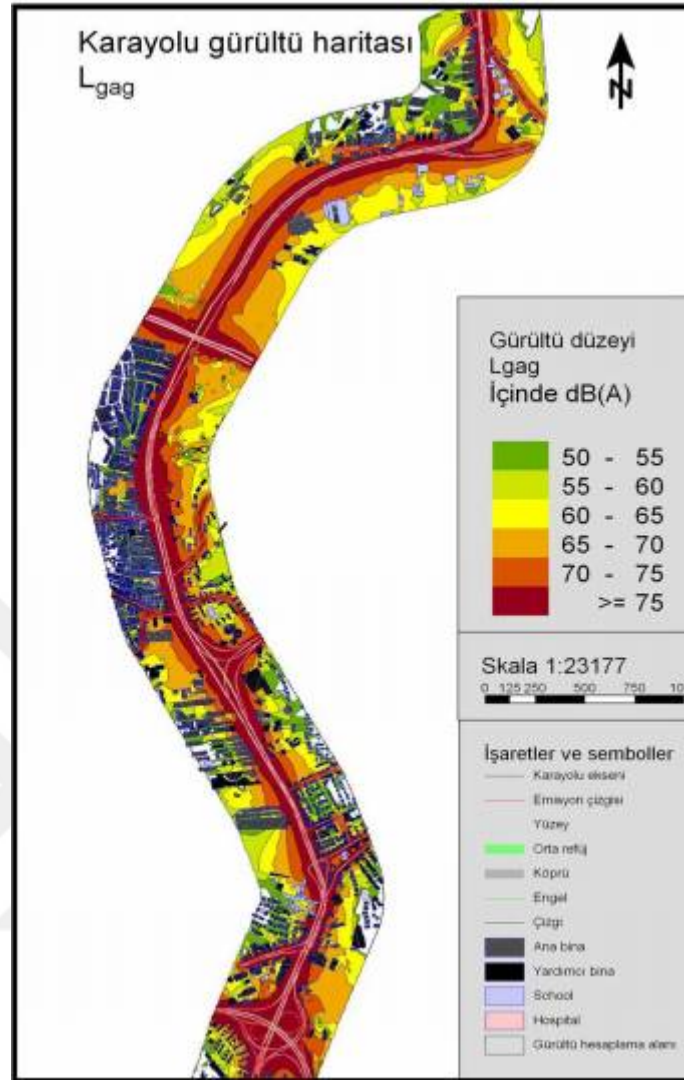 Karayolu gürültü haritası
Lgag
N
Gürültü düzeyi
Lgag
İçinde dB(A)
50 - 55
55 - 60
60 - 65
65 - 70
70 - 75
>= 75
Skala 1:23177
0 125 250 500 750 10
İşaretler ve semboller
Karayolu ekseni
Emisyon çizgisi
Yüzey
Orta refüj
Köprü
Engel
Çizgi
Ana bina
Yardımcı bina
School
Hospital
Gürültü hesaplama alanı